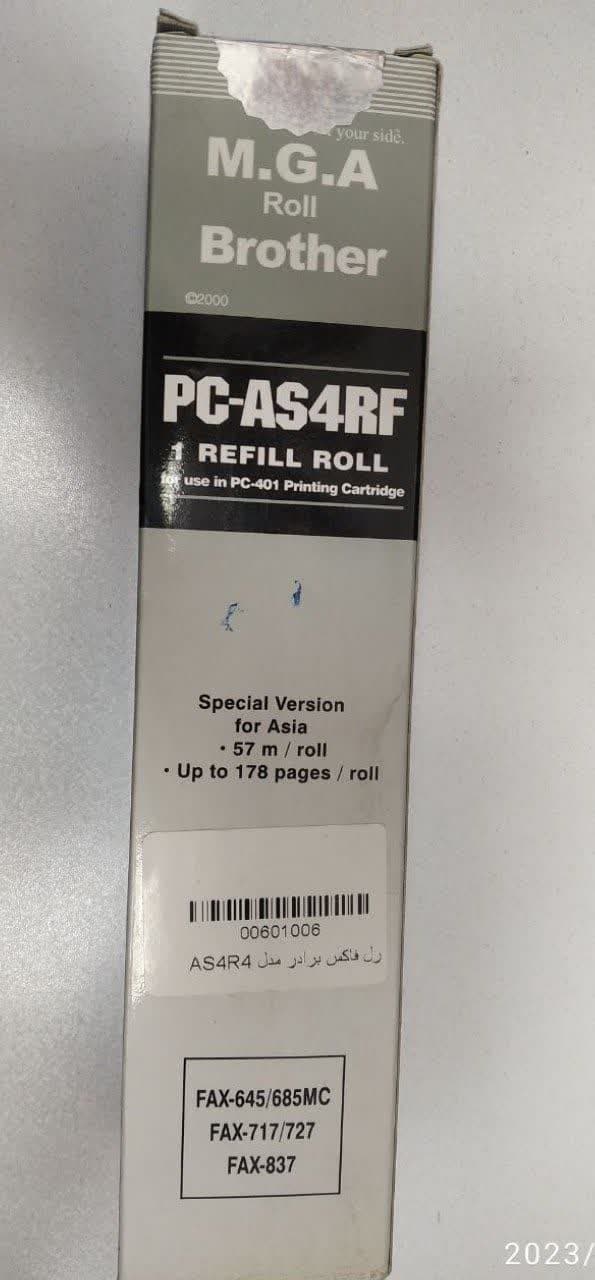 your side.
M.G.A
Roll
Brother
©2000
PC-AS4RF
1 REFILL ROLL
for use in PC-401 Printing Cartridge
Special Version
for Asia
• 57 m / roll
• Up to 178 pages / roll
00601006
رل فاکس برادر مدل AS4R4
FAX-645/685MC
FAX-717/727
FAX-837
2023/